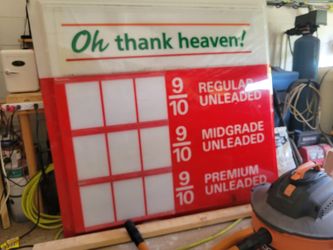 Oh thank heaven!
9/10 REGULAR
UNLEADED
9/10 MIDGRADE
UNLEADED
9/10 PREMIUM
UNLEADED